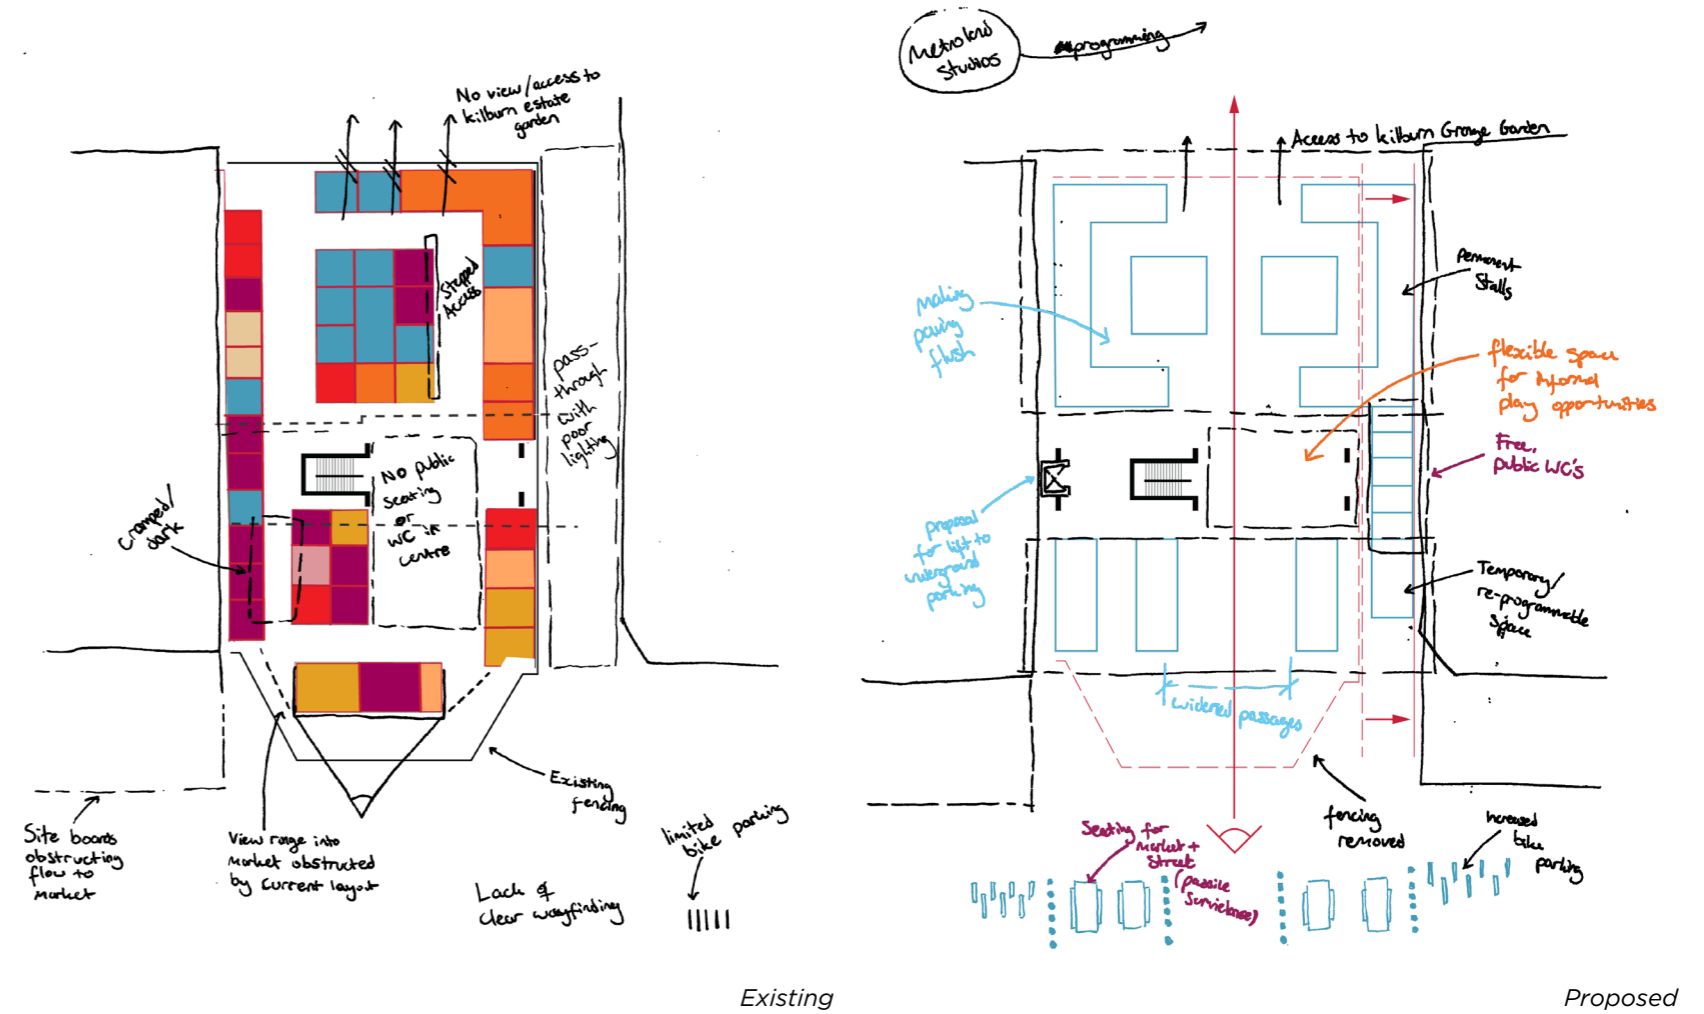 No view/access to
kilburn estate
garden
Stepped
Access
pass-
through
with
poor
lighting
No public
seating
or
WC in
centre
Cramped/
dark
Existing
fencing
Site boards
obstructing
flow to
market
View range into
market obstructed
by current layout
Lack of
clear wayfinding
limited
bike parking
Existing
Metroland
Studios
programming
Access to Kilburn Grange Garden
permanent
stalls
Making
paving
flush
flexible space
for informal
play opportunities
Free,
public WC's
proposal
for lift to
underground
parking
Temporary/
re-programmable
space
widened passages
fencing
removed
Seating for
market +
street
(passive
surveillance)
increased
bike
parking
Proposed